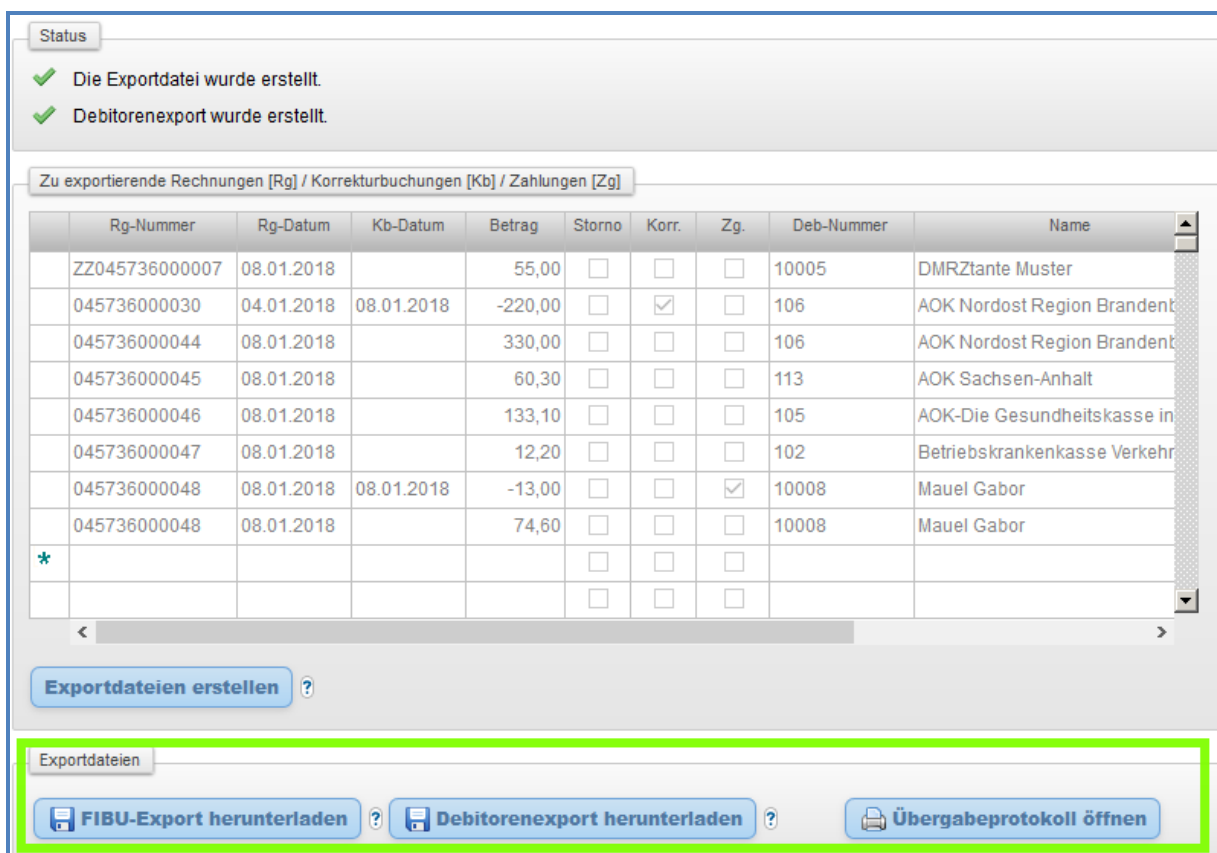 Status
Die Exportdatei wurde erstellt.
Debitorenexport wurde erstellt.
Zu exportierende Rechnungen [Rg] / Korrekturbuchungen [Kb] / Zahlungen [Zg]
Rg-Nummer Rg-Datum Kb-Datum Betrag Storno Korr. Zg. Deb-Nummer Name
ZZ045736000007 08.01.2018 55,00 10005 DMRZtante Muster
045736000030 04.01.2018 08.01.2018 -220,00 106 AOK Nordost Region Brandenb
045736000044 08.01.2018 330,00 106 AOK Nordost Region Brandenb
045736000045 08.01.2018 60,30 113 AOK Sachsen-Anhalt
045736000046 08.01.2018 133,10 105 AOK-Die Gesundheitskasse in
045736000047 08.01.2018 12,20 102 Betriebskrankenkasse Verkehr
045736000048 08.01.2018 08.01.2018 -13,00 10008 Mauel Gabor
045736000048 08.01.2018 74,60 10008 Mauel Gabor
*
Exportdateien erstellen ?
Exportdateien
FIBU-Export herunterladen ? Debitorenexport herunterladen ? Übergabeprotokoll öffnen